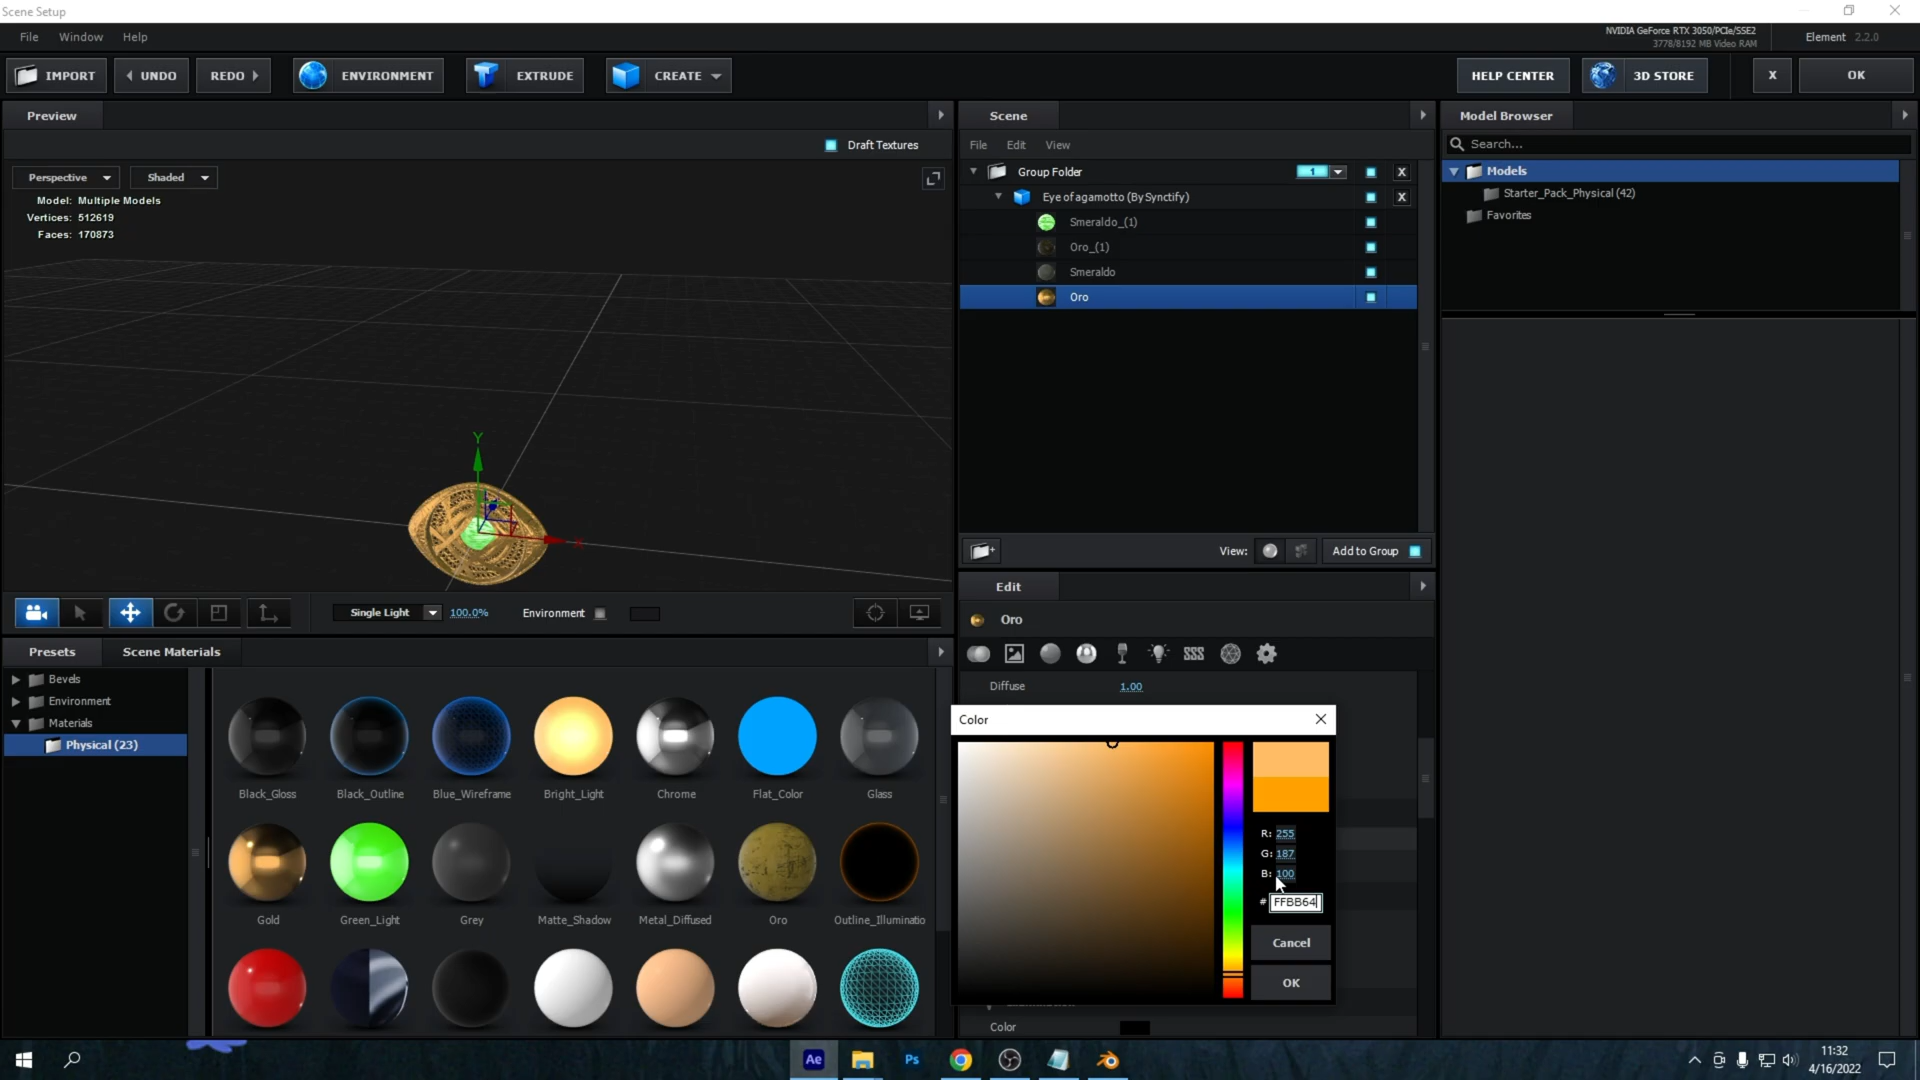 Scene Setup
File Window Help
NVIDIA GeForce RTX 3050/PCIe/SSE2
3778/8192 MB Video RAM
Element 2.2.0
IMPORT UNDO REDO ENVIRONMENT EXTRUDE CREATE HELP CENTER 3D STORE X OK
Preview
Draft Textures
Perspective Shaded
Model: Multiple Models
Vertices: 512619
Faces: 170873
Y
X
Single Light 100.0% Environment
Scene
File Edit View
Group Folder 1 X
Eye of agamotto (By Synctify) X
Smeraldo_(1)
Oro_(1)
Smeraldo
Oro
View: Add to Group
Model Browser
Search...
Models
Starter_Pack_Physical (42)
Favorites
Presets Scene Materials
Bevels
Environment
Materials
Physical (23)
Black_Gloss Black_Outline Blue_Wireframe Bright_Light Chrome Flat_Color Glass
Gold Green_Light Grey Matte_Shadow Metal_Diffused Oro Outline_Illuminatio
Edit
Oro
SSS
Diffuse 1.00
Color
R: 255
G: 187
B: 100
# FFBB64
Cancel
OK
Color
Ae Ps
11:32
4/16/2022